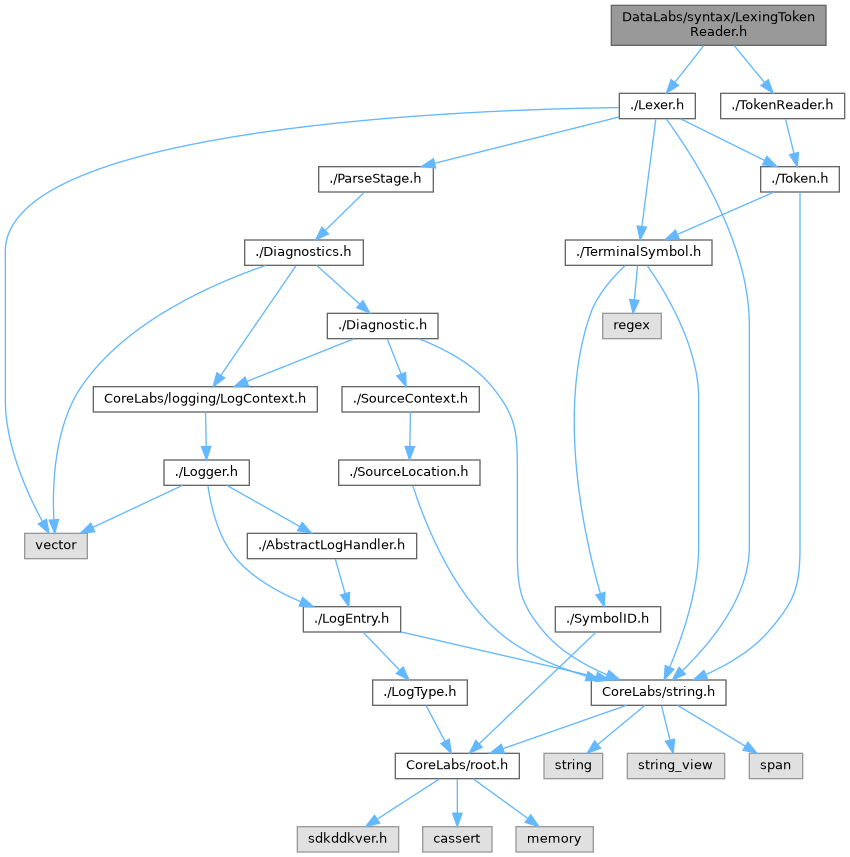 DataLabs/syntax/LexingToken
Reader.h
./Lexer.h
./TokenReader.h
./ParseStage.h
./Token.h
./Diagnostics.h
./TerminalSymbol.h
./Diagnostic.h
regex
CoreLabs/logging/LogContext.h
./SourceContext.h
./Logger.h
./SourceLocation.h
vector
./AbstractLogHandler.h
./LogEntry.h
./SymbolID.h
./LogType.h
CoreLabs/string.h
CoreLabs/root.h
string
string_view
span
sdkddkver.h
cassert
memory